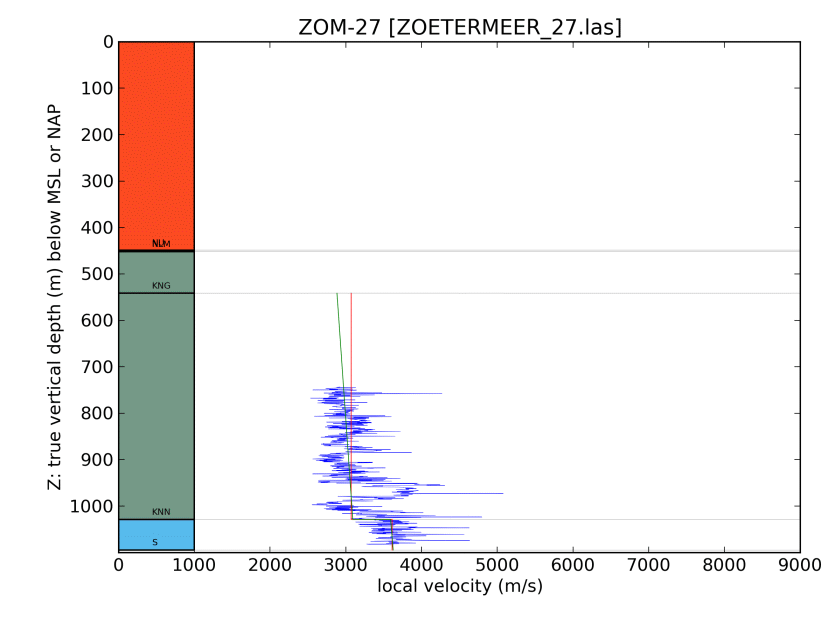 ZOM-27 [ZOETERMEER_27.las]
0
100
200
300
400
500
600
700
800
900
1000
Z: true vertical depth (m) below MSL or NAP
KNG
KNN
S
0 1000 2000 3000 4000 5000 6000 7000 8000 9000
local velocity (m/s)